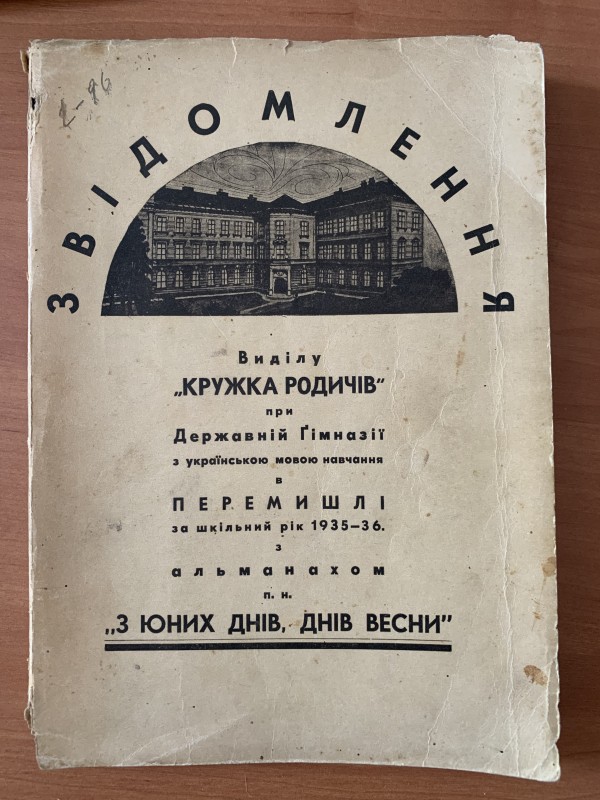 ЗВІДОМЛЕННЯ
Виділу
„КРУЖКА РОДИЧІВ"
при
Державній Ґімназії
з українською мовою навчання
в
ПЕРЕМИШЛІ
за шкільний рік 1935–36.
з
альманахом
п. н.
„З ЮНИХ ДНІВ, ДНІВ ВЕСНИ"